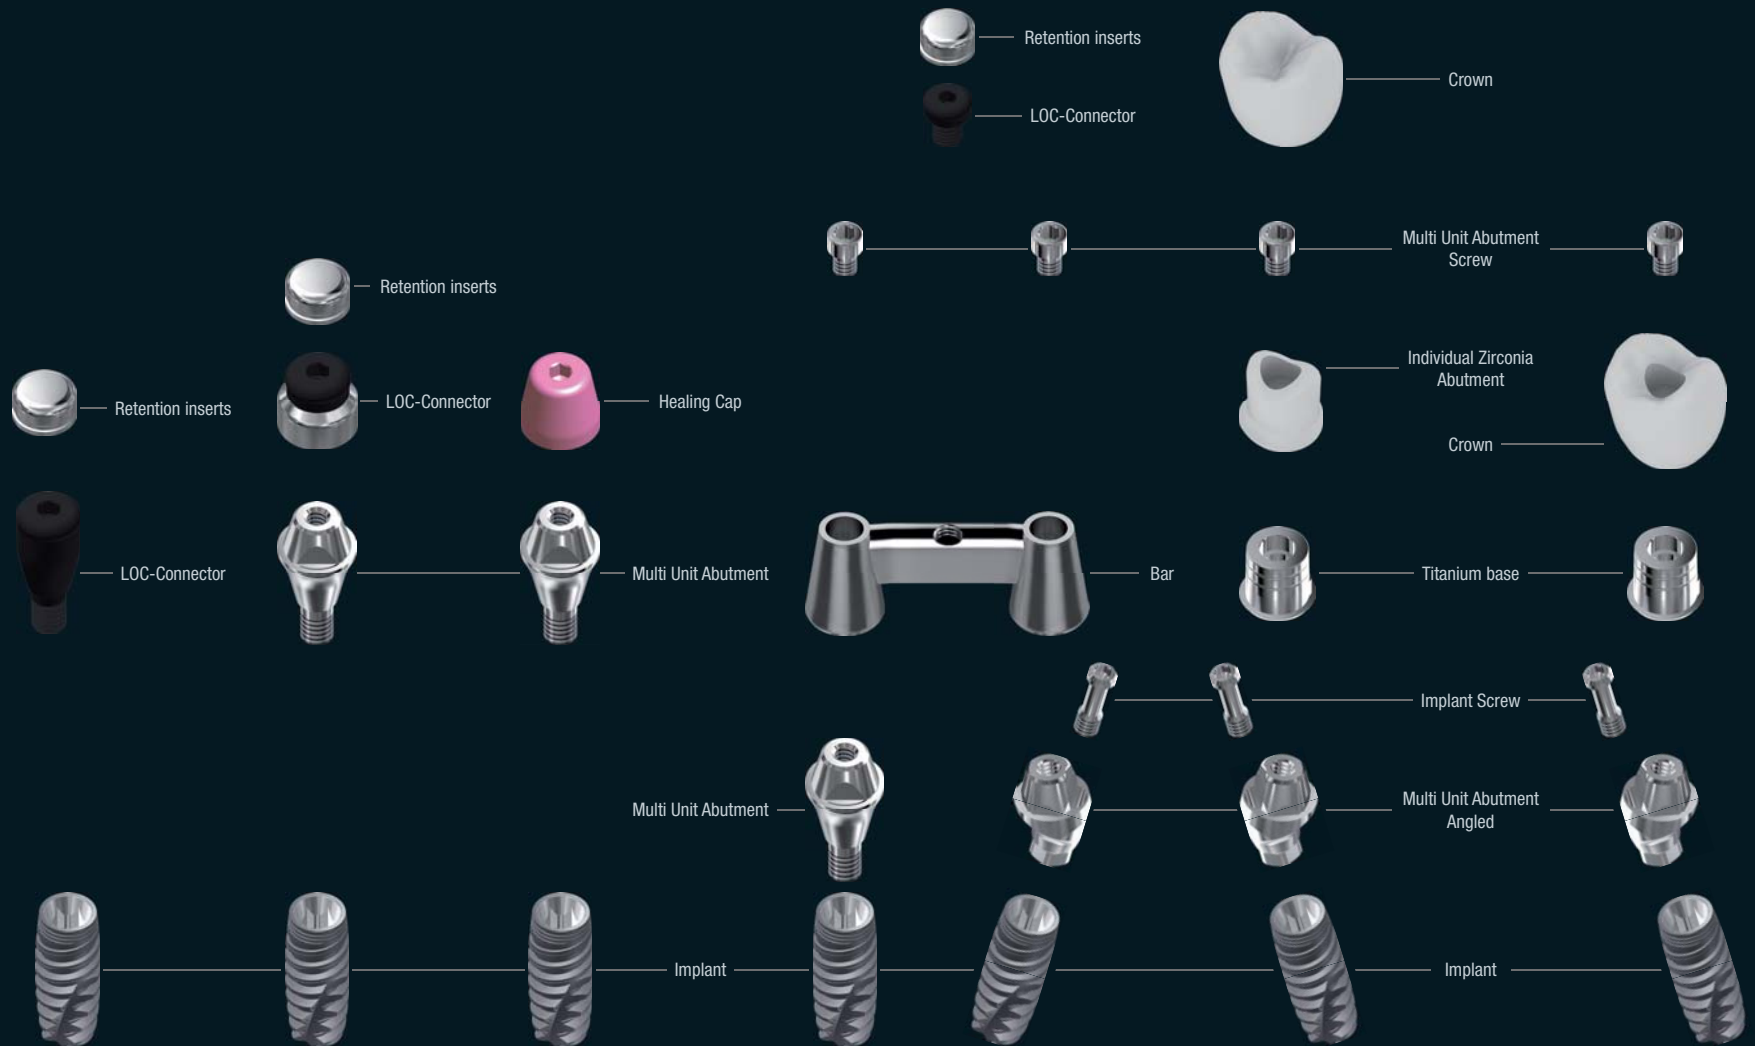 Retention inserts
Crown
LOC-Connector
Multi Unit Abutment
Screw
Retention inserts
Individual Zirconia
Abutment
Retention inserts
LOC-Connector
Healing Cap
Crown
LOC-Connector
Multi Unit Abutment
Bar
Titanium base
Implant Screw
Multi Unit Abutment
Multi Unit Abutment
Angled
Implant
Implant